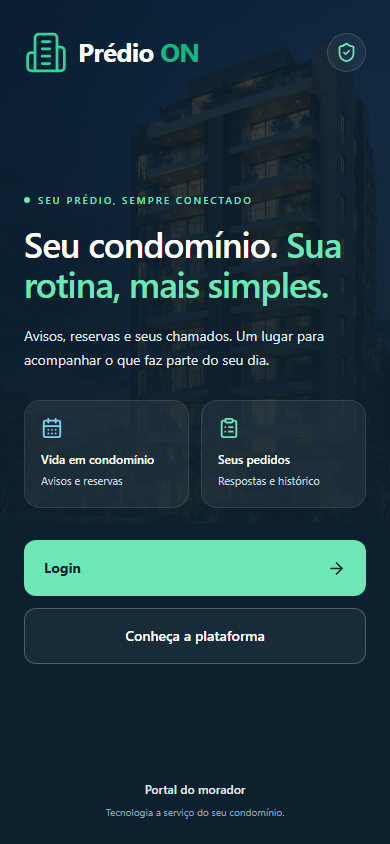 Prédio ON
SEU PRÉDIO, SEMPRE CONECTADO
Seu condomínio. Sua
rotina, mais simples.
Avisos, reservas e seus chamados. Um lugar para
acompanhar o que faz parte do seu dia.
Vida em condomínio
Avisos e reservas
Seus pedidos
Respostas e histórico
Login
Conheça a plataforma
Portal do morador
Tecnologia a serviço do seu condomínio.